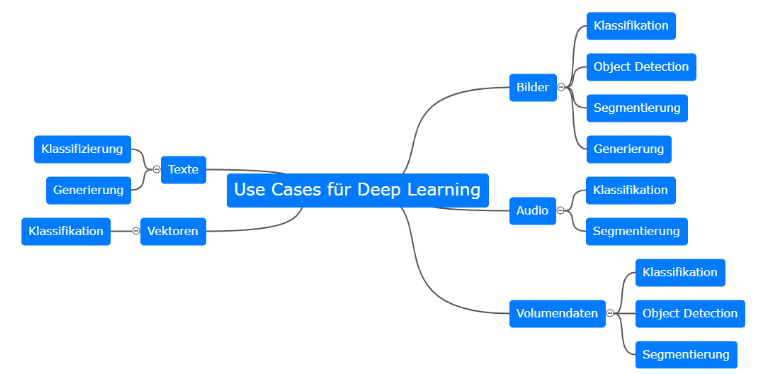 Use Cases für Deep Learning
Bilder
Klassifikation
Object Detection
Segmentierung
Generierung
Audio
Klassifikation
Segmentierung
Volumendaten
Klassifikation
Object Detection
Segmentierung
Texte
Klassifizierung
Generierung
Vektoren
Klassifikation